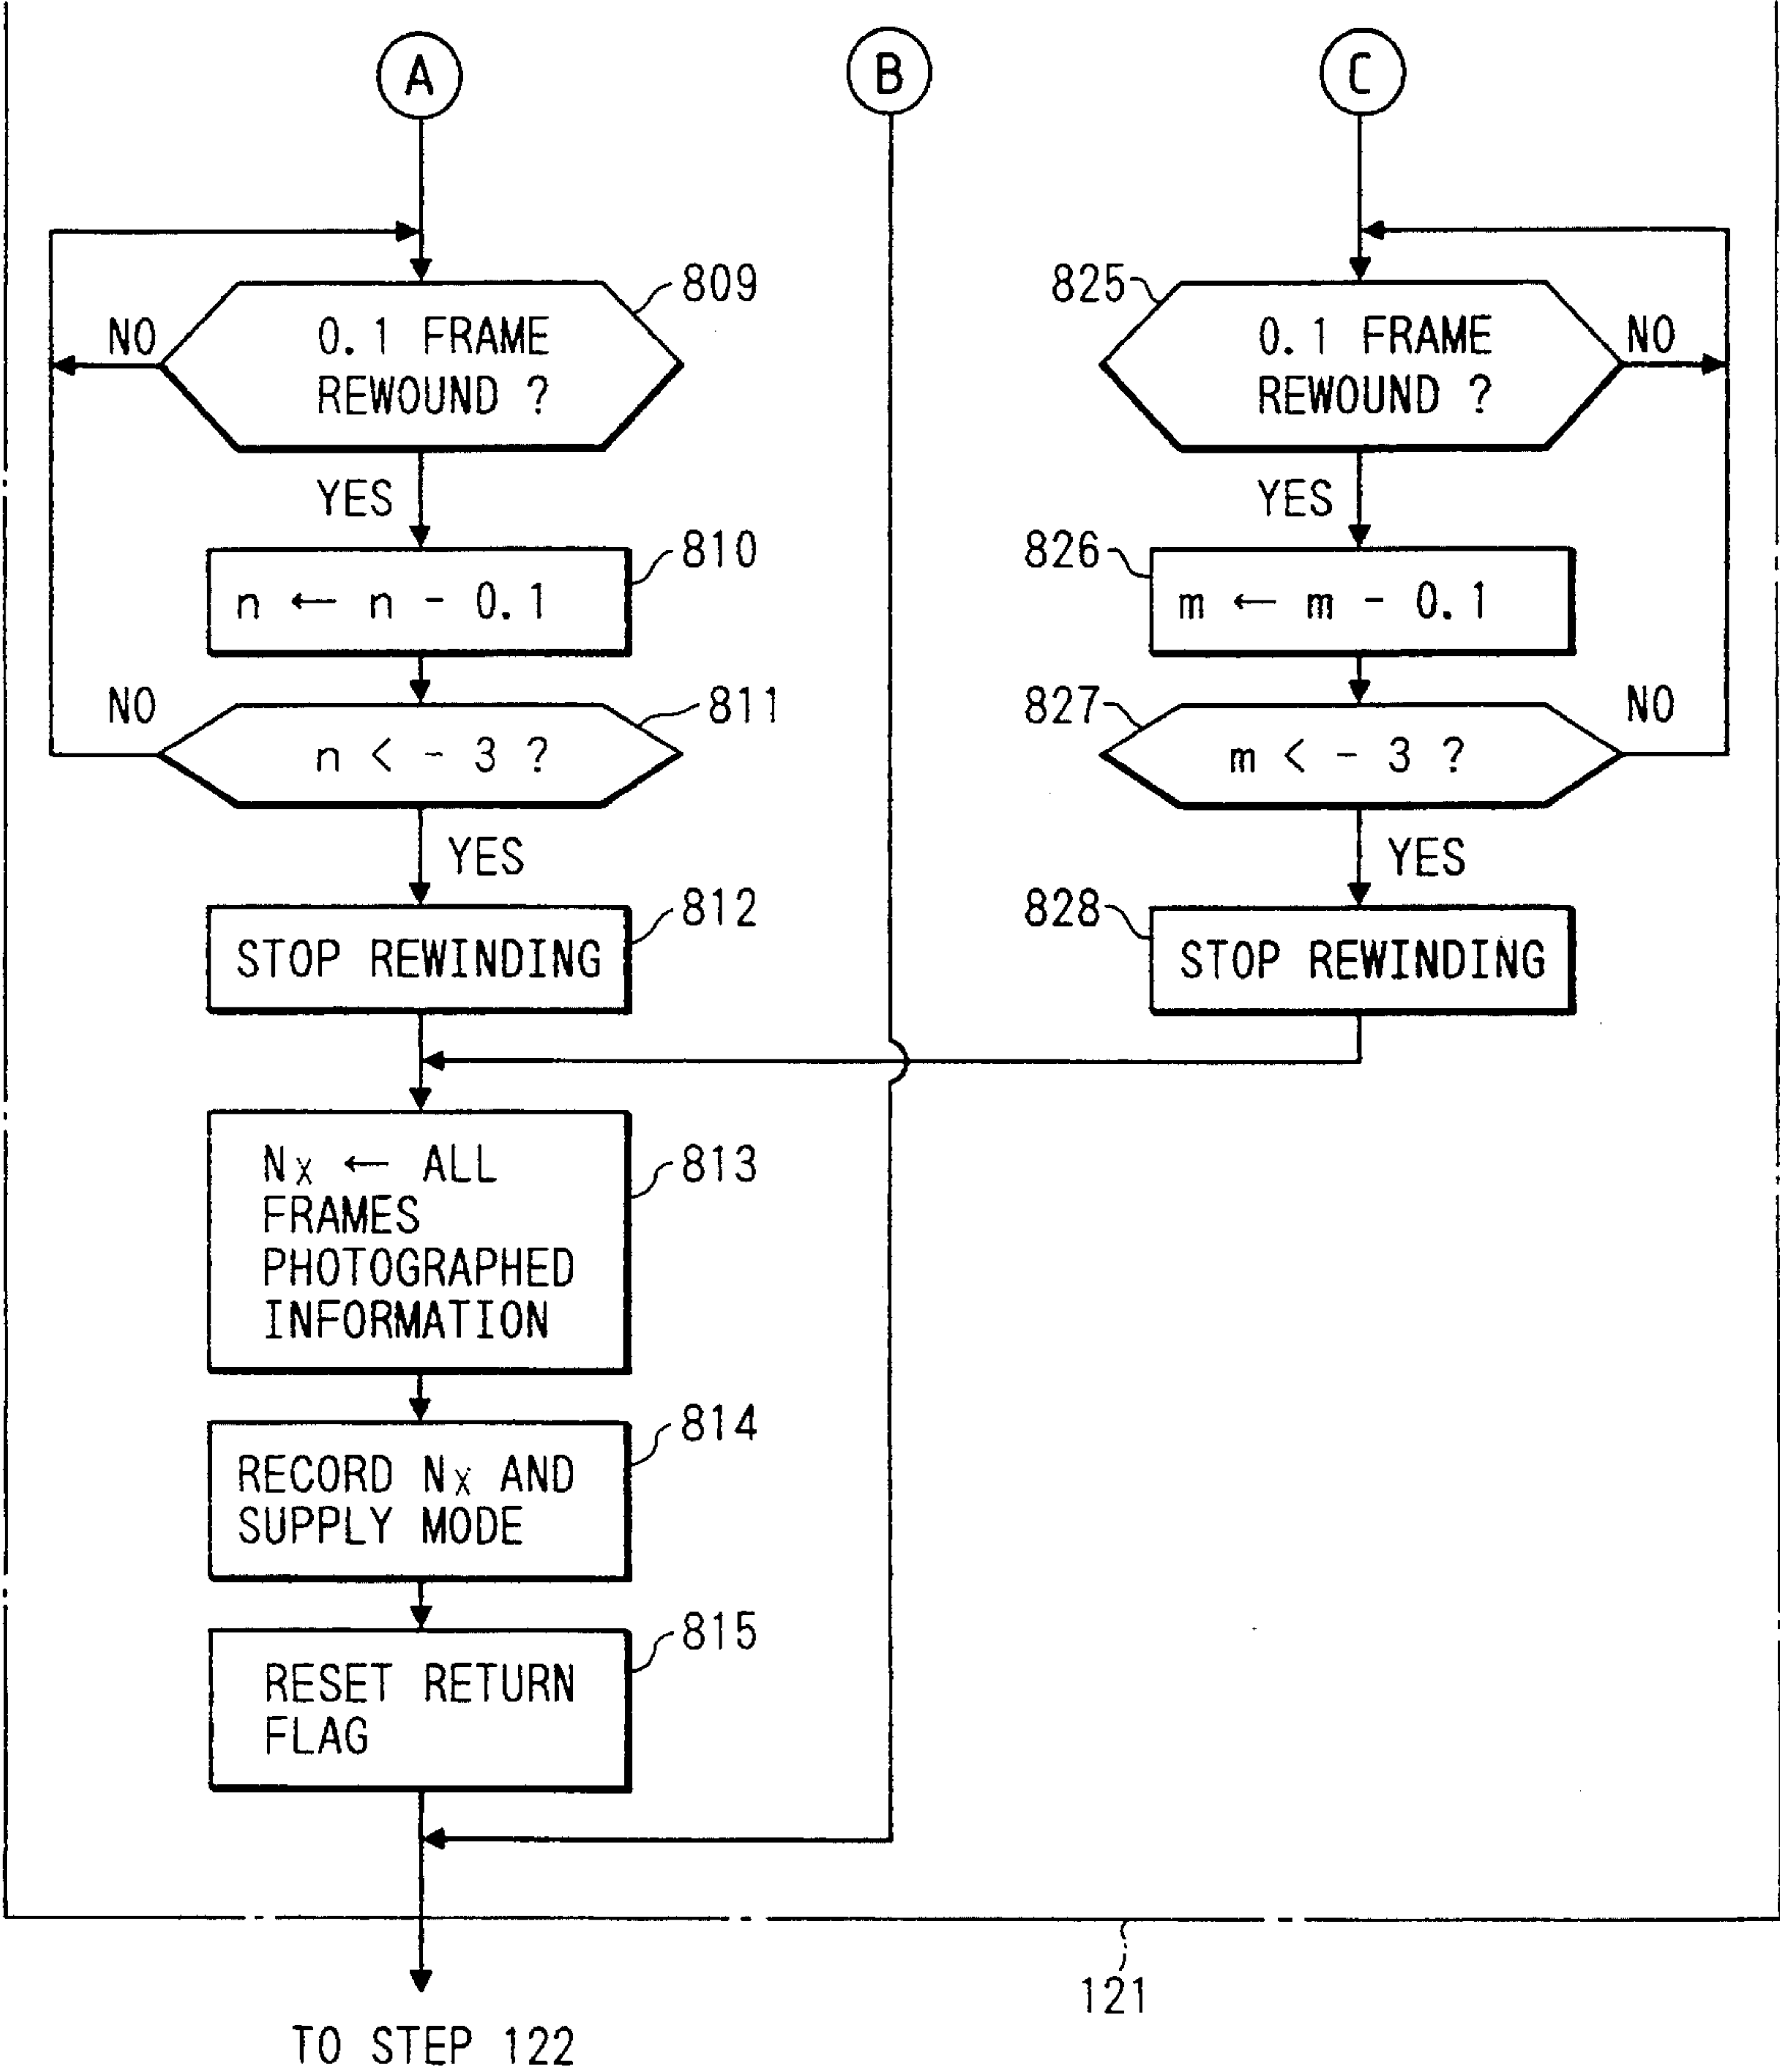 A
B
C
809
NO
0.1 FRAME
REWOUND ?
YES
810
n ← n - 0.1
811
NO
n < - 3 ?
YES
812
STOP REWINDING
813
Nx ← ALL
FRAMES
PHOTOGRAPHED
INFORMATION
814
RECORD Nx AND
SUPPLY MODE
815
RESET RETURN
FLAG
825
0.1 FRAME
REWOUND ?
NO
YES
826
m ← m - 0.1
827
NO
m < - 3 ?
YES
828
STOP REWINDING
121
TO STEP 122